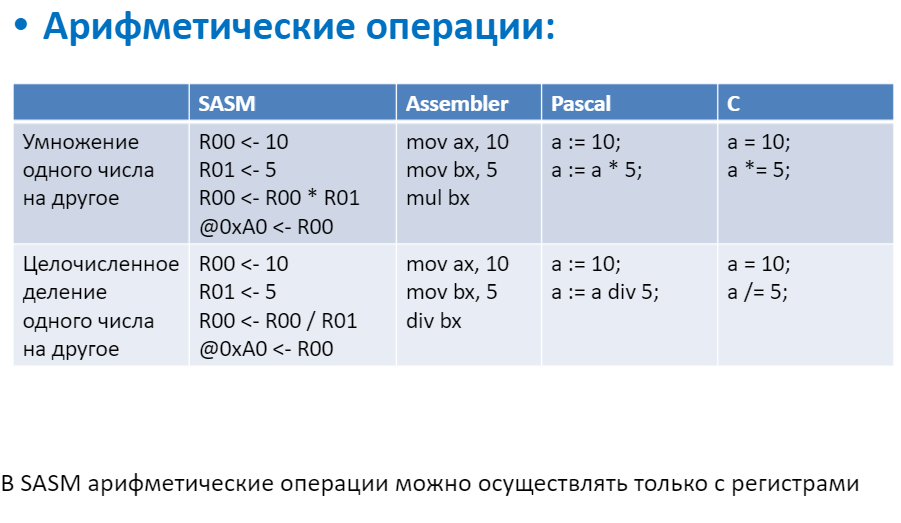 • Арифметические операции:
SASM Assembler Pascal C
Умножение
одного числа
на другое
R00 <- 10
R01 <- 5
R00 <- R00 * R01
@0xA0 <- R00
mov ax, 10
mov bx, 5
mul bx
a := 10;
a := a * 5;
a = 10;
a *= 5;
Целочисленное
деление
одного числа
на другое
R00 <- 10
R01 <- 5
R00 <- R00 / R01
@0xA0 <- R00
mov ax, 10
mov bx, 5
div bx
a := 10;
a := a div 5;
a = 10;
a /= 5;
В SASM арифметические операции можно осуществлять только с регистрами